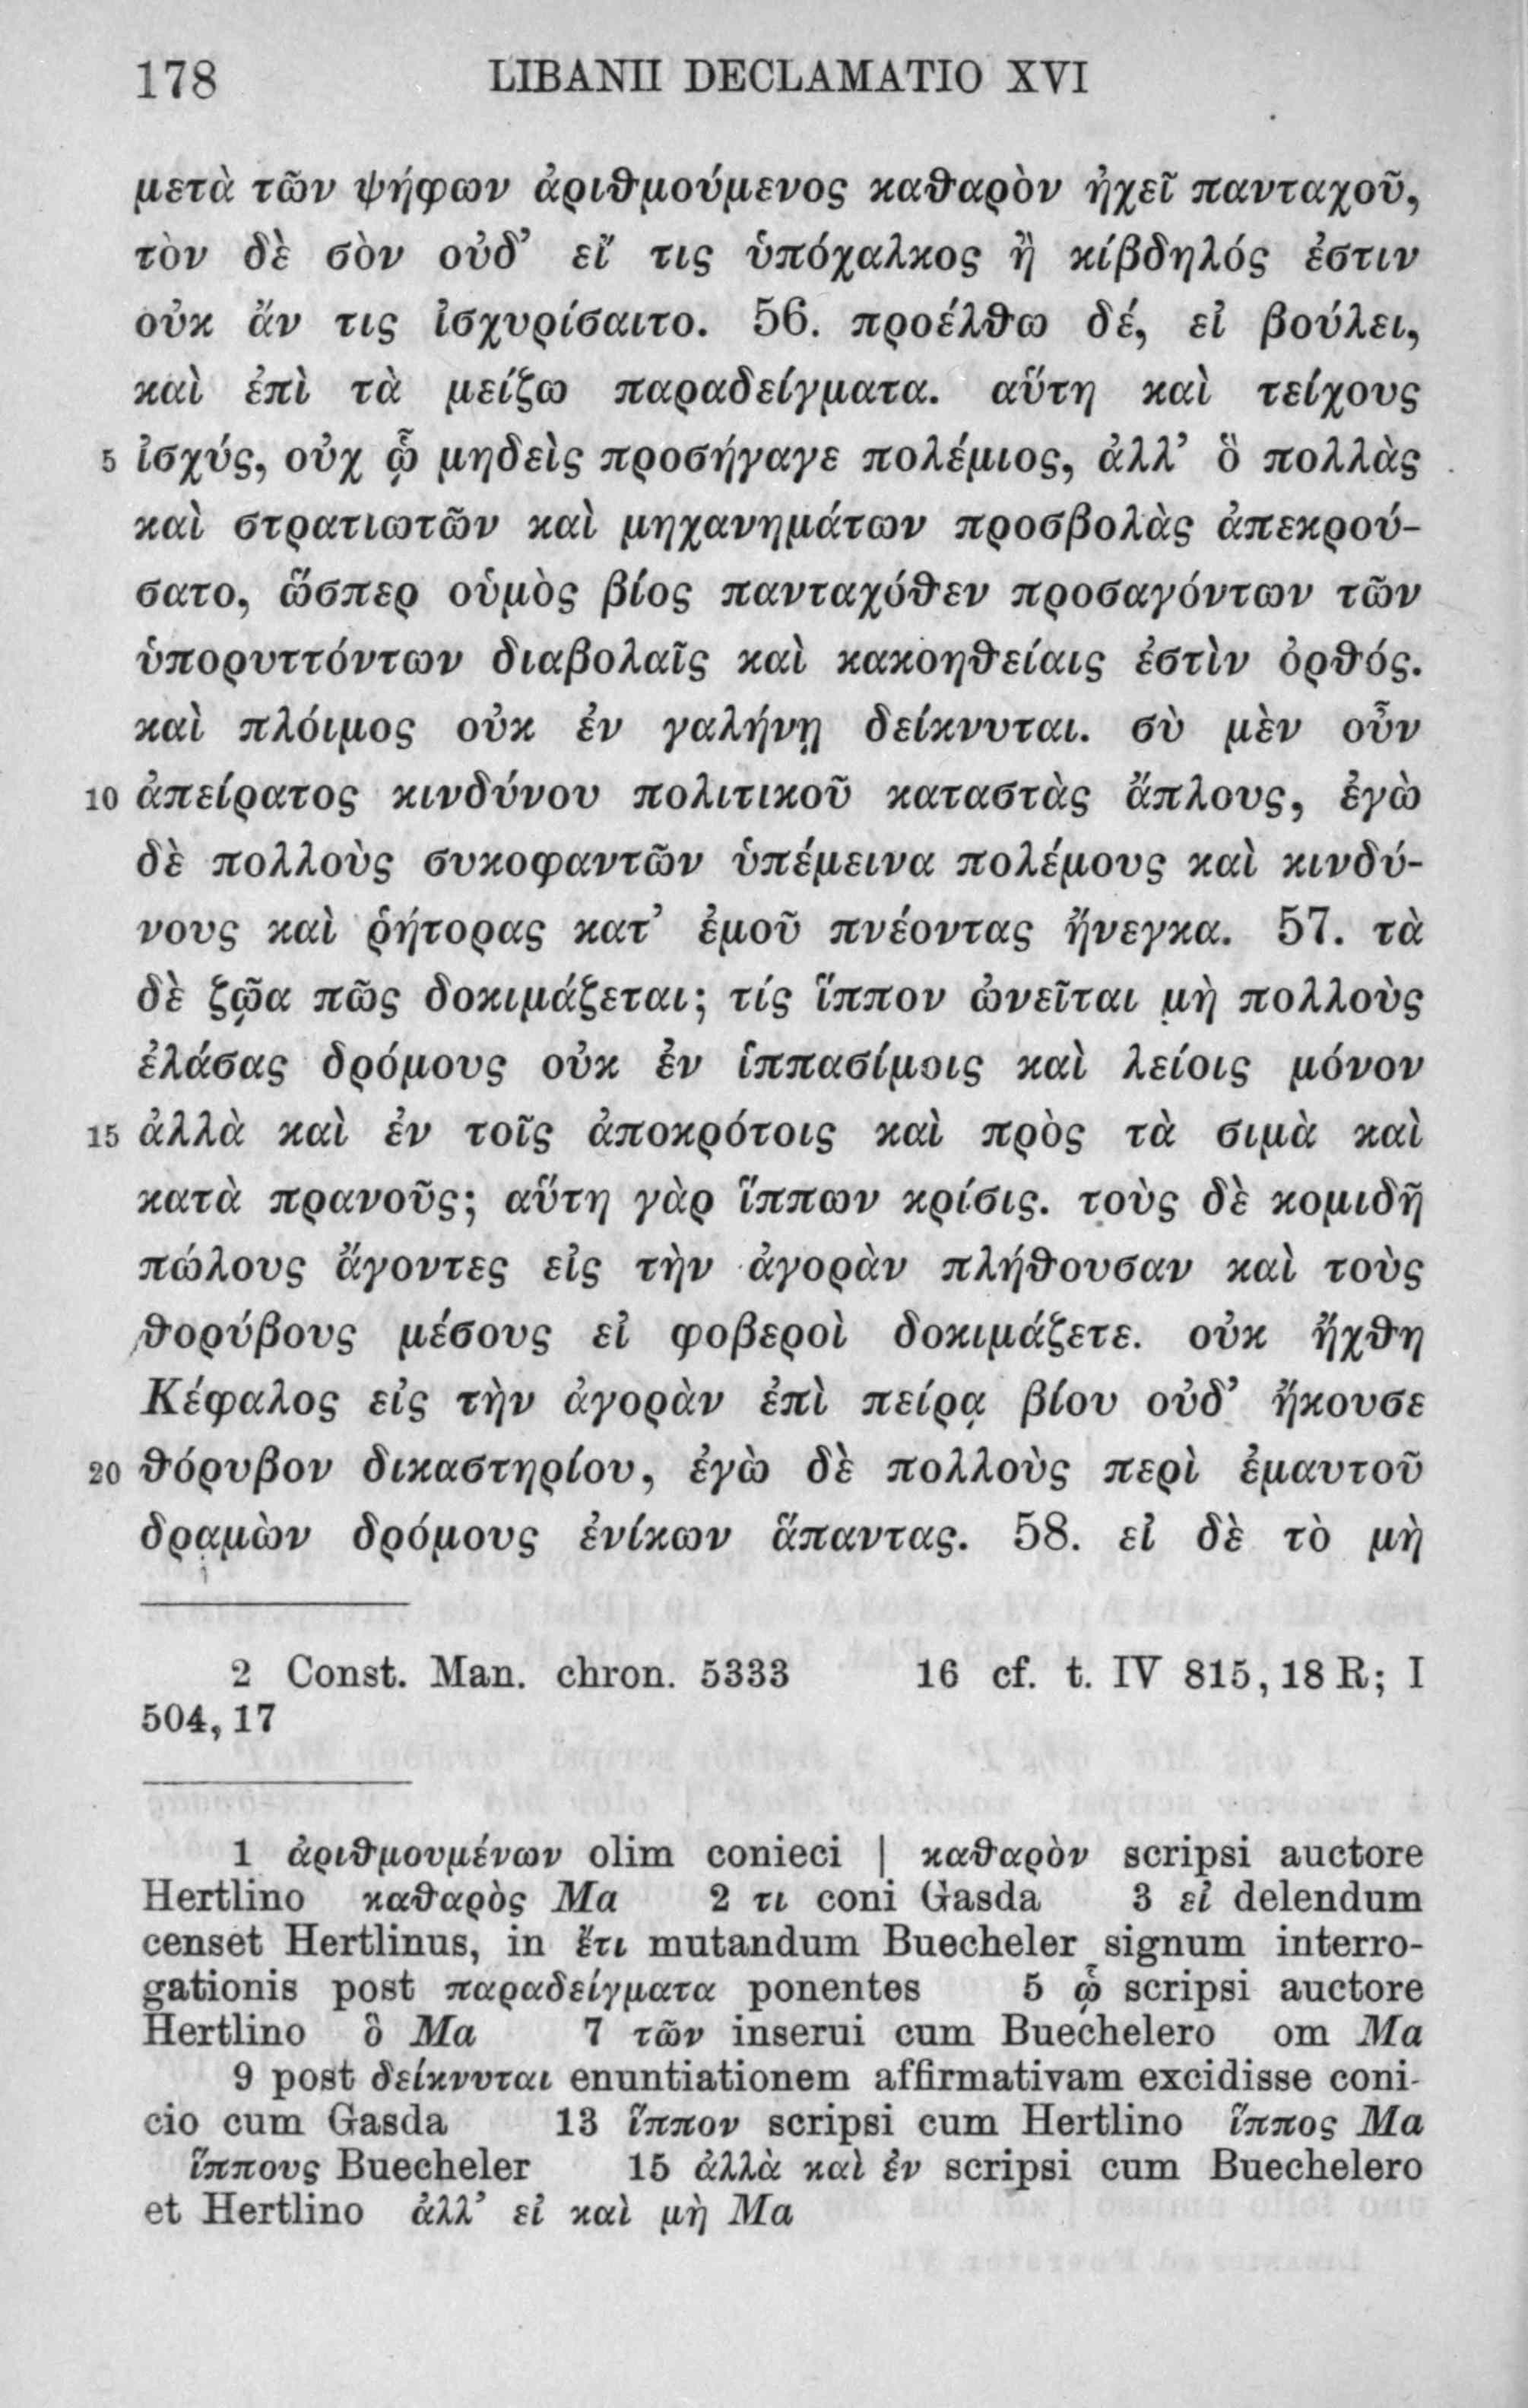 178 LIBANII DECLAMATIO XVI
μετὰ τῶν ψήφων ἀριθμούμενος καθαρὸν ἠχεῖ πανταχοῦ,
τὸν δὲ σὸν οὐδ’ εἴ τις ὑπόχαλκος ἢ κίβδηλός ἐστιν
οὐκ ἄν τις ἰσχυρίσαιτο. 56. προέλθω δέ, εἰ βούλει,
καὶ ἐπὶ τὰ μείζω παραδείγματα. αὕτη καὶ τείχους
5 ἰσχύς, οὐχ ᾧ μηδεὶς προσήγαγε πολέμιος, ἀλλ’ ὃ πολλὰς
καὶ στρατιωτῶν καὶ μηχανημάτων προσβολὰς ἀπεκρού-
σατο, ὥσπερ οὑμὸς βίος πανταχόθεν προσαγόντων τῶν
ὑπορυττόντων διαβολαῖς καὶ κακοηθείαις ἐστὶν ὀρθός.
καὶ πλόιμος οὐκ ἐν γαλήνῃ δείκνυται. σὺ μὲν οὖν
10 ἀπείρατος κινδύνου πολιτικοῦ καταστὰς ἄπλους, ἐγὼ
δὲ πολλοὺς συκοφαντῶν ὑπέμεινα πολέμους καὶ κινδύ-
νους καὶ ῥήτορας κατ’ ἐμοῦ πνέοντας ἤνεγκα. 57. τὰ
δὲ ζῷα πῶς δοκιμάζεται; τίς ἵππον ὠνεῖται μὴ πολλοὺς
ἐλάσας δρόμους οὐκ ἐν ἱππασίμοις καὶ λείοις μόνον
15 ἀλλὰ καὶ ἐν τοῖς ἀποκρότοις καὶ πρὸς τὰ σιμὰ καὶ
κατὰ πρανοῦς; αὕτη γὰρ ἵππων κρίσις. τοὺς δὲ κομιδῇ
πώλους ἄγοντες εἰς τὴν ἀγορὰν πλήθουσαν καὶ τοὺς
θορύβους μέσους εἰ φοβεροὶ δοκιμάζετε. οὐκ ἤχθη
Κέφαλος εἰς τὴν ἀγορὰν ἐπὶ πείρᾳ βίου οὐδ’ ἤκουσε
20 θόρυβον δικαστηρίου, ἐγὼ δὲ πολλοὺς περὶ ἐμαυτοῦ
δραμὼν δρόμους ἐνίκων ἅπαντας. 58. εἰ δὲ τὸ μὴ
2 Const. Man. chron. 5333 16 cf. t. IV 815, 18 R; I
504, 17
1 ἀριθμουμένων olim conieci | καθαρὸν scripsi auctore
Hertlino καθαρὸς Ma 2 τι coni Gasda 3 εἰ delendum
censet Hertlinus, in ἔτι mutandum Buecheler signum interro-
gationis post παραδείγματα ponentes 5 ᾧ scripsi auctore
Hertlino ὃ Ma 7 τῶν inserui cum Buechelero om Ma
9 post δείκνυται enuntiationem affirmativam excidisse coni-
cio cum Gasda 13 ἵππον scripsi cum Hertlino ἵππος Ma
ἵππους Buecheler 15 ἀλλὰ καὶ ἐν scripsi cum Buechelero
et Hertlino ἀλλ’ εἰ καὶ μὴ Ma